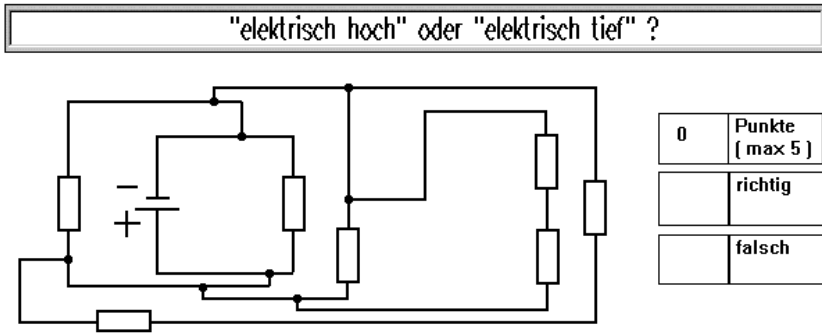 "elektrisch hoch" oder "elektrisch tief" ?
−
+
0 Punkte
( max 5 )
richtig
falsch